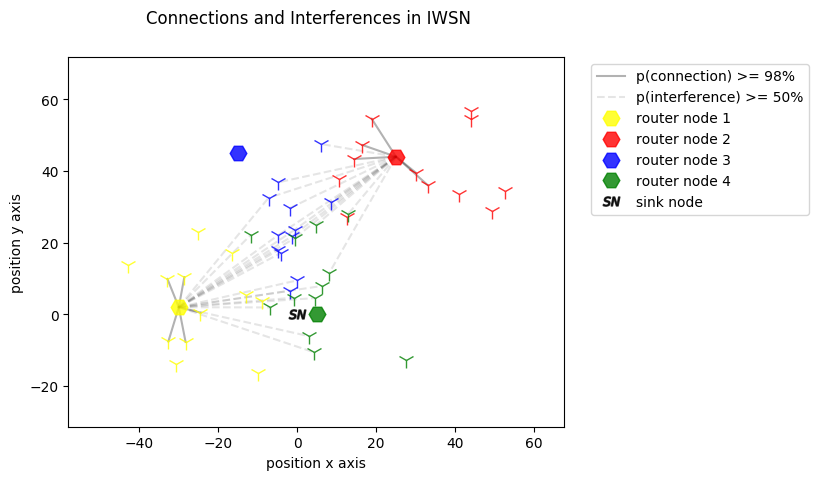 Connections and Interferences in IWSN
p(connection) >= 98%
p(interference) >= 50%
router node 1
router node 2
router node 3
router node 4
SN sink node
60
40
20
0
−20
position y axis
SN
−40 −20 0 20 40 60
position x axis